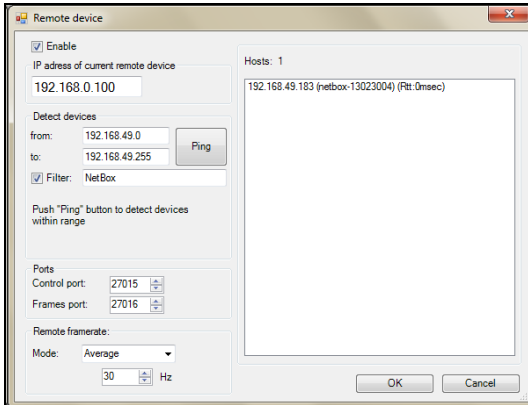 Remote device
Enable
IP adress of current remote device
192.168.0.100
Detect devices
from: 192.168.49.0
to: 192.168.49.255
Ping
Filter: NetBox
Push "Ping" button to detect devices
within range
Ports
Control port: 27015
Frames port: 27016
Remote framerate:
Mode: Average
30 Hz
Hosts: 1
192.168.49.183 (netbox-13023004) (Rtt:0msec)
OK Cancel